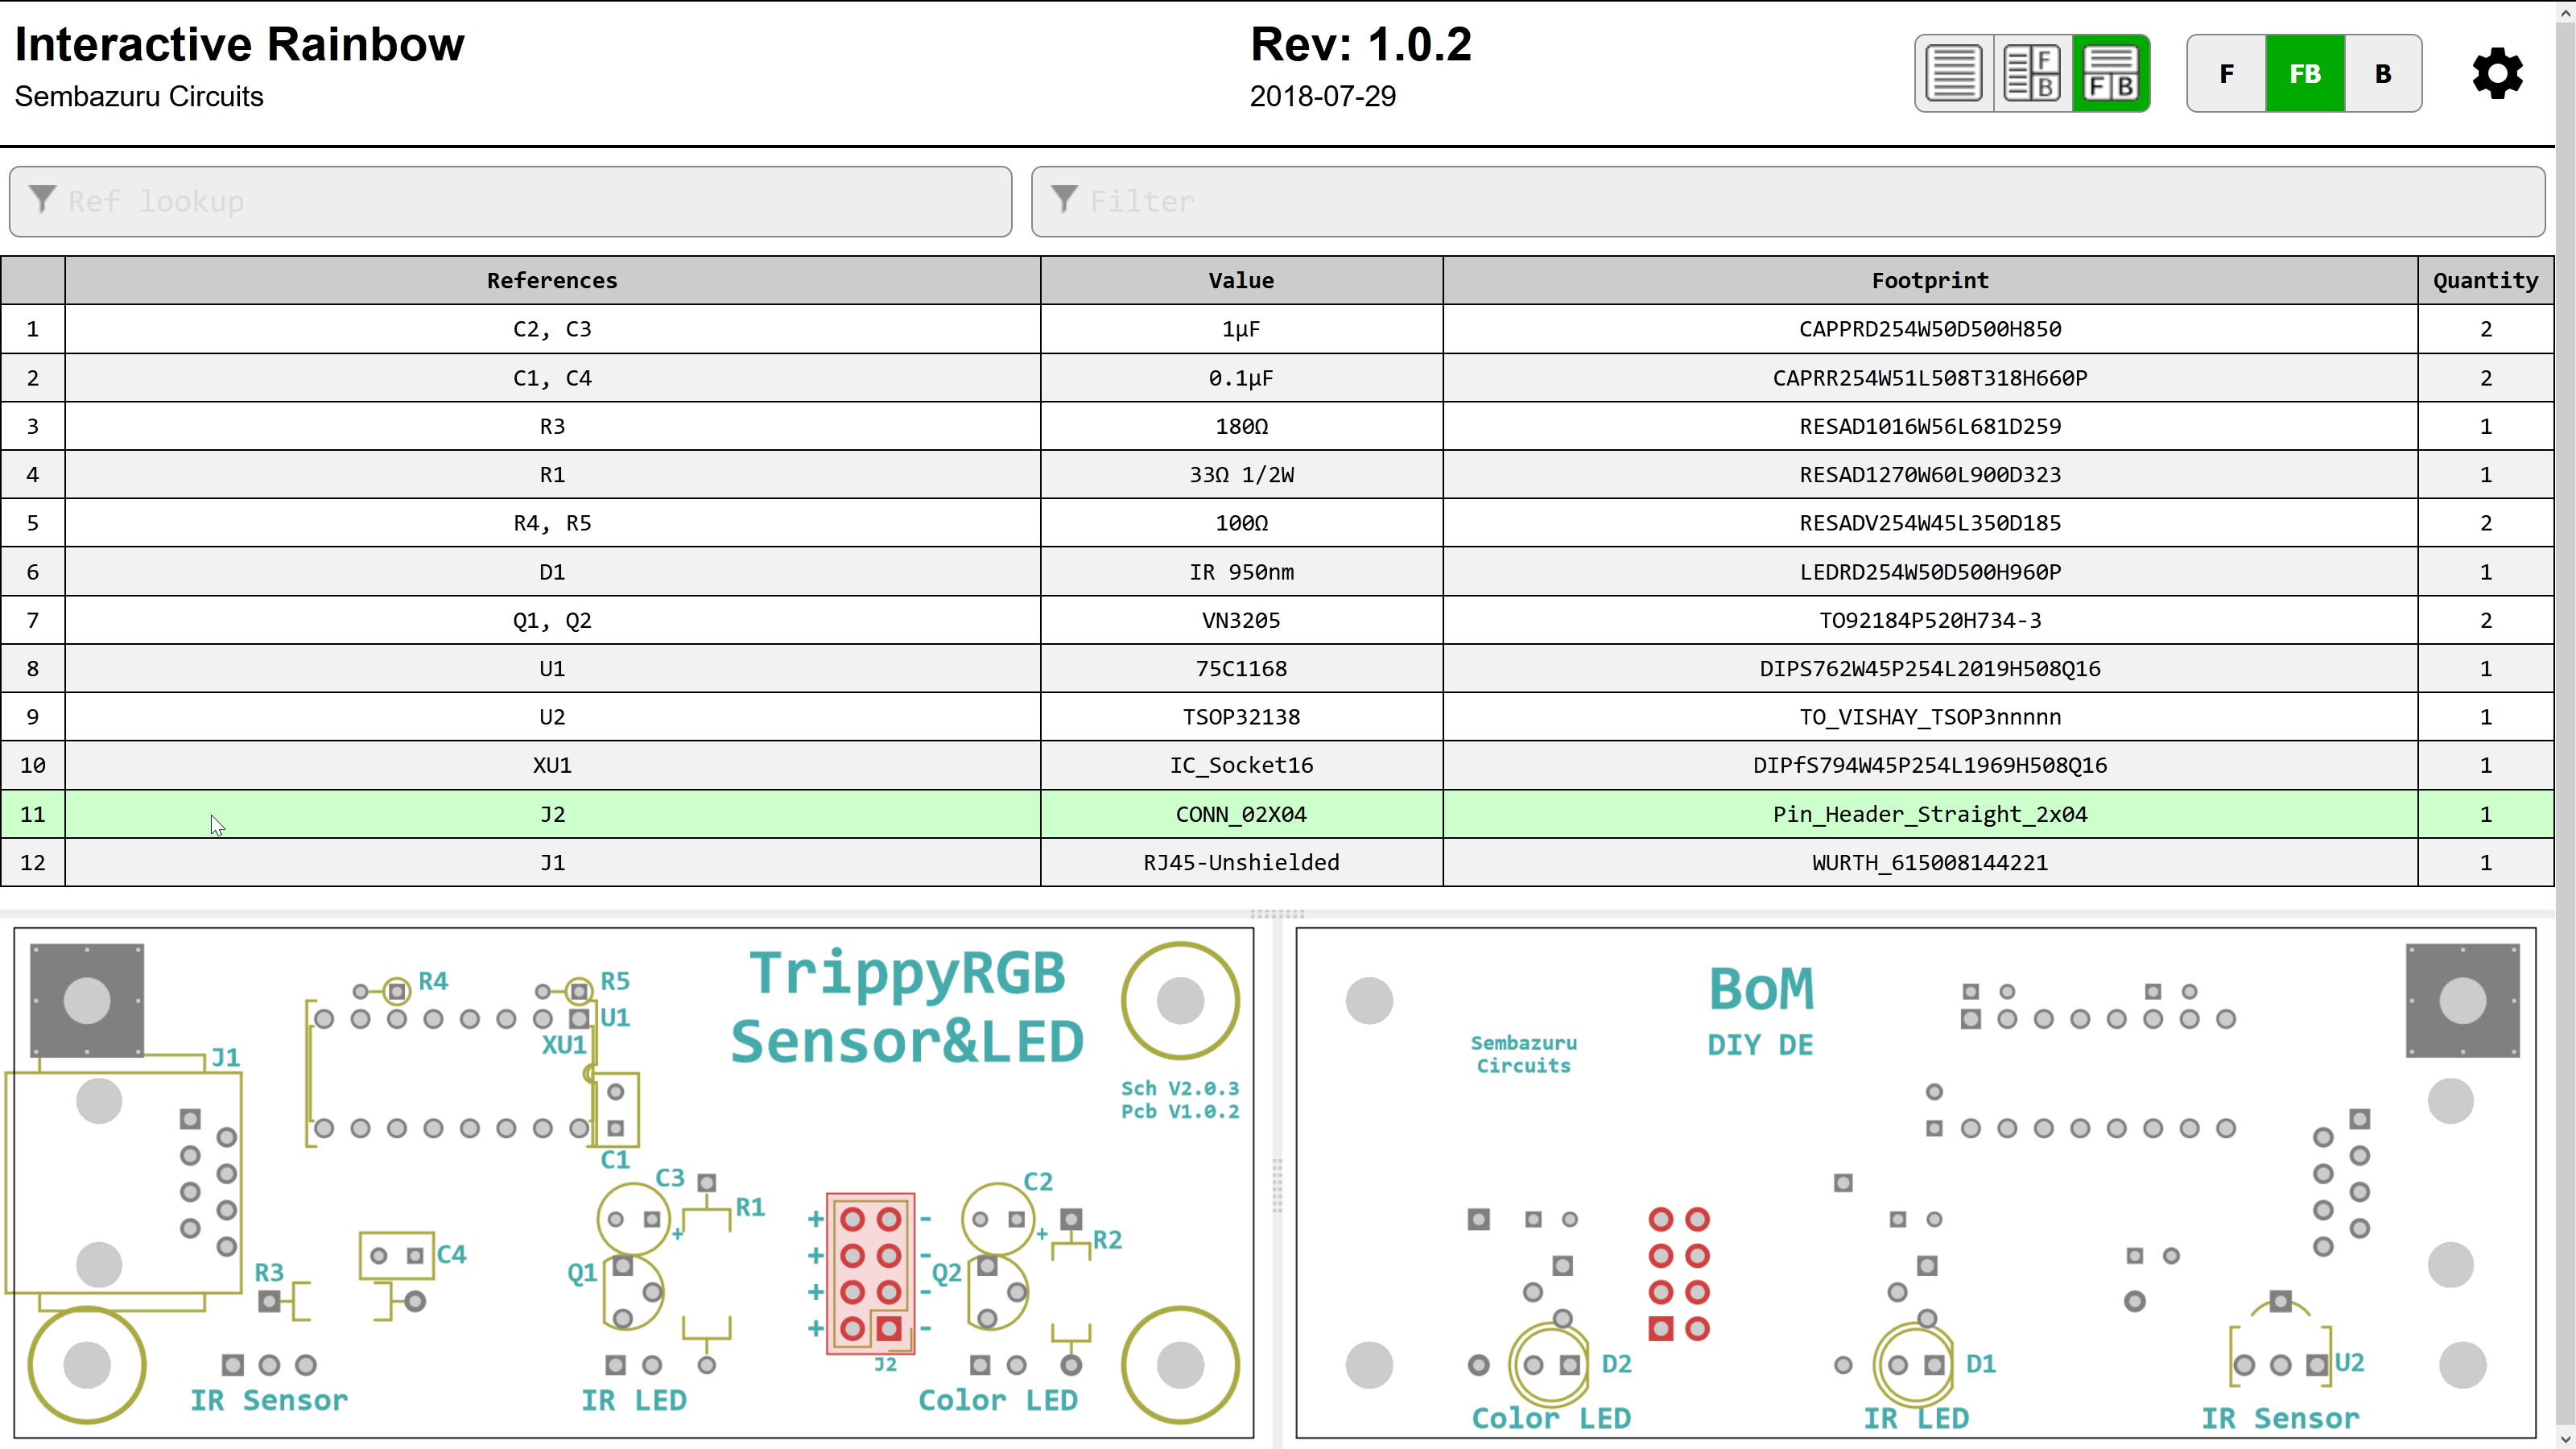 Interactive Rainbow
Sembazuru Circuits
Rev: 1.0.2
2018-07-29
F
B
F B
F FB B
Ref lookup
Filter
References Value Footprint Quantity
1 C2, C3 1µF CAPPRD254W50D500H850 2
2 C1, C4 0.1µF CAPRR254W51L508T318H660P 2
3 R3 180Ω RESAD1016W56L681D259 1
4 R1 33Ω 1/2W RESAD1270W60L900D323 1
5 R4, R5 100Ω RESADV254W45L350D185 2
6 D1 IR 950nm LEDRD254W50D500H960P 1
7 Q1, Q2 VN3205 TO92184P520H734-3 2
8 U1 75C1168 DIPS762W45P254L2019H508Q16 1
9 U2 TSOP32138 TO_VISHAY_TSOP3nnnnn 1
10 XU1 IC_Socket16 DIPfS794W45P254L1969H508Q16 1
11 J2 CONN_02X04 Pin_Header_Straight_2x04 1
12 J1 RJ45-Unshielded WURTH_615008144221 1
TrippyRGB
Sensor&LED
R4
R5
U1
XU1
J1
Sch V2.0.3
Pcb V1.0.2
C1
C3
R1
C2
+
+
R2
+ -
+ -
+ -
+ -
C4
R3
Q1
Q2
J2
IR Sensor
IR LED
Color LED
BoM
DIY DE
Sembazuru
Circuits
D2
D1
U2
Color LED
IR LED
IR Sensor